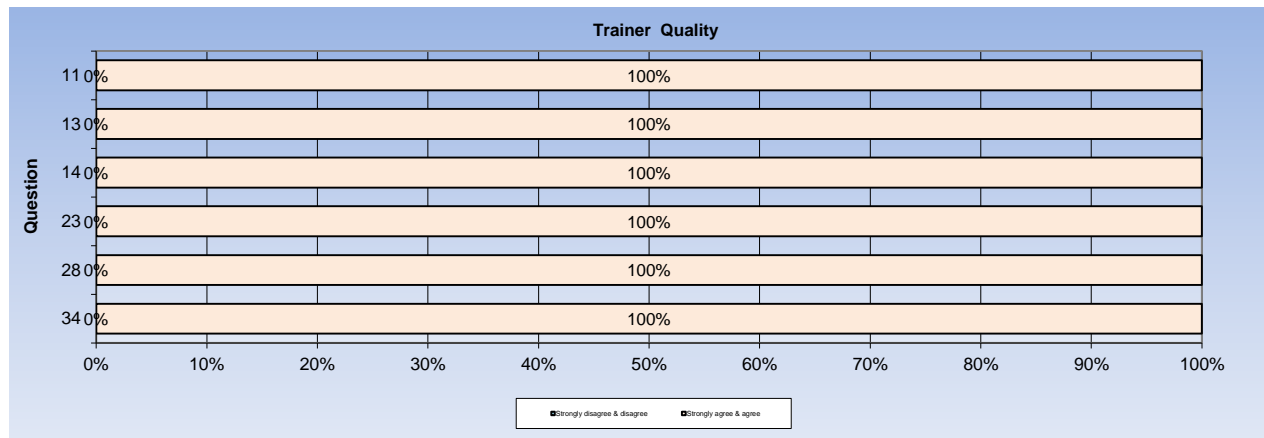 Trainer Quality
Question
11 0% 100%
13 0% 100%
14 0% 100%
23 0% 100%
28 0% 100%
34 0% 100%
0% 10% 20% 30% 40% 50% 60% 70% 80% 90% 100%
Strongly disagree & disagree Strongly agree & agree